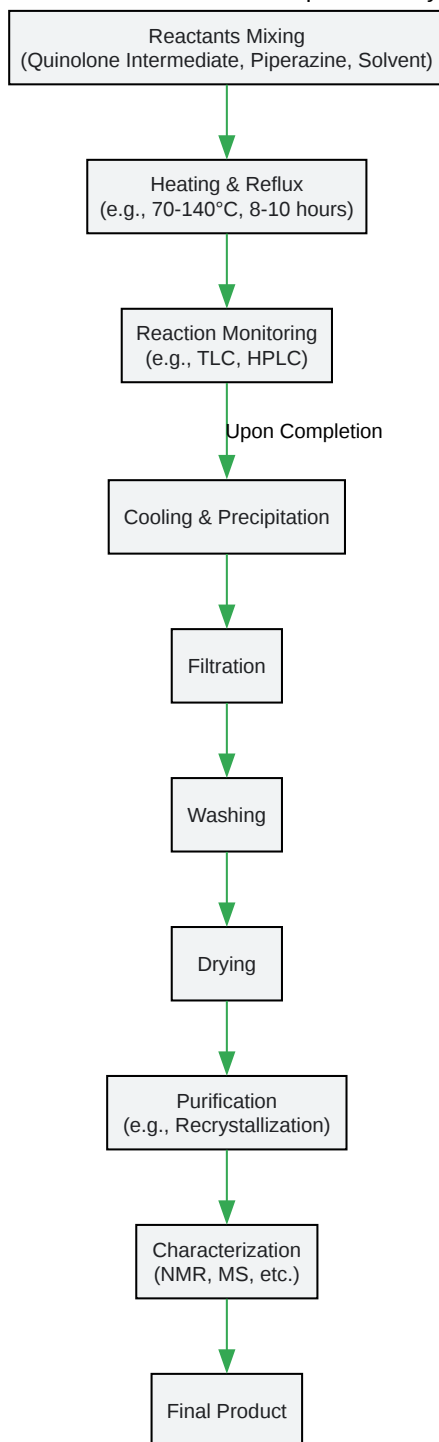 Reactants Mixing
(Quinolone Intermediate, Piperazine, Solvent)
Heating & Reflux
(e.g., 70-140°C, 8-10 hours)
Reaction Monitoring
(e.g., TLC, HPLC)
Upon Completion
Cooling & Precipitation
Filtration
Washing
Drying
Purification
(e.g., Recrystallization)
Characterization
(NMR, MS, etc.)
Final Product